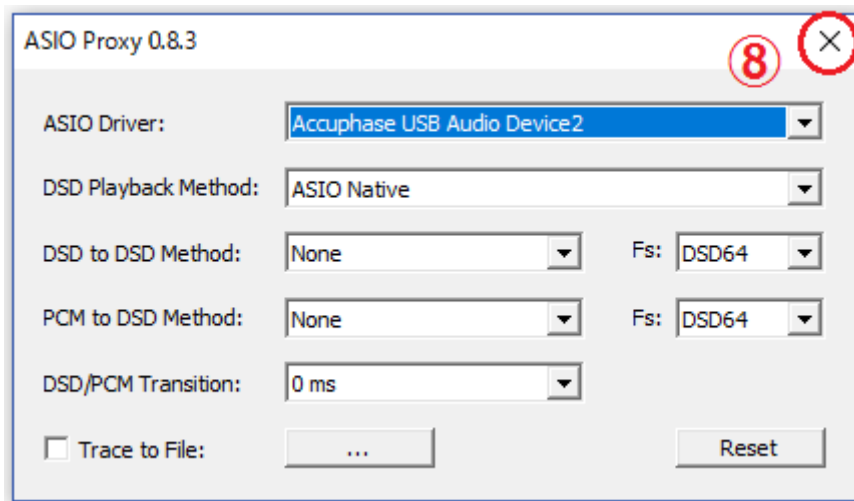 ASIO Proxy 0.8.3
⑧
ASIO Driver: Accuphase USB Audio Device2
DSD Playback Method: ASIO Native
DSD to DSD Method: None Fs: DSD64
PCM to DSD Method: None Fs: DSD64
DSD/PCM Transition: 0 ms
Trace to File: ... Reset